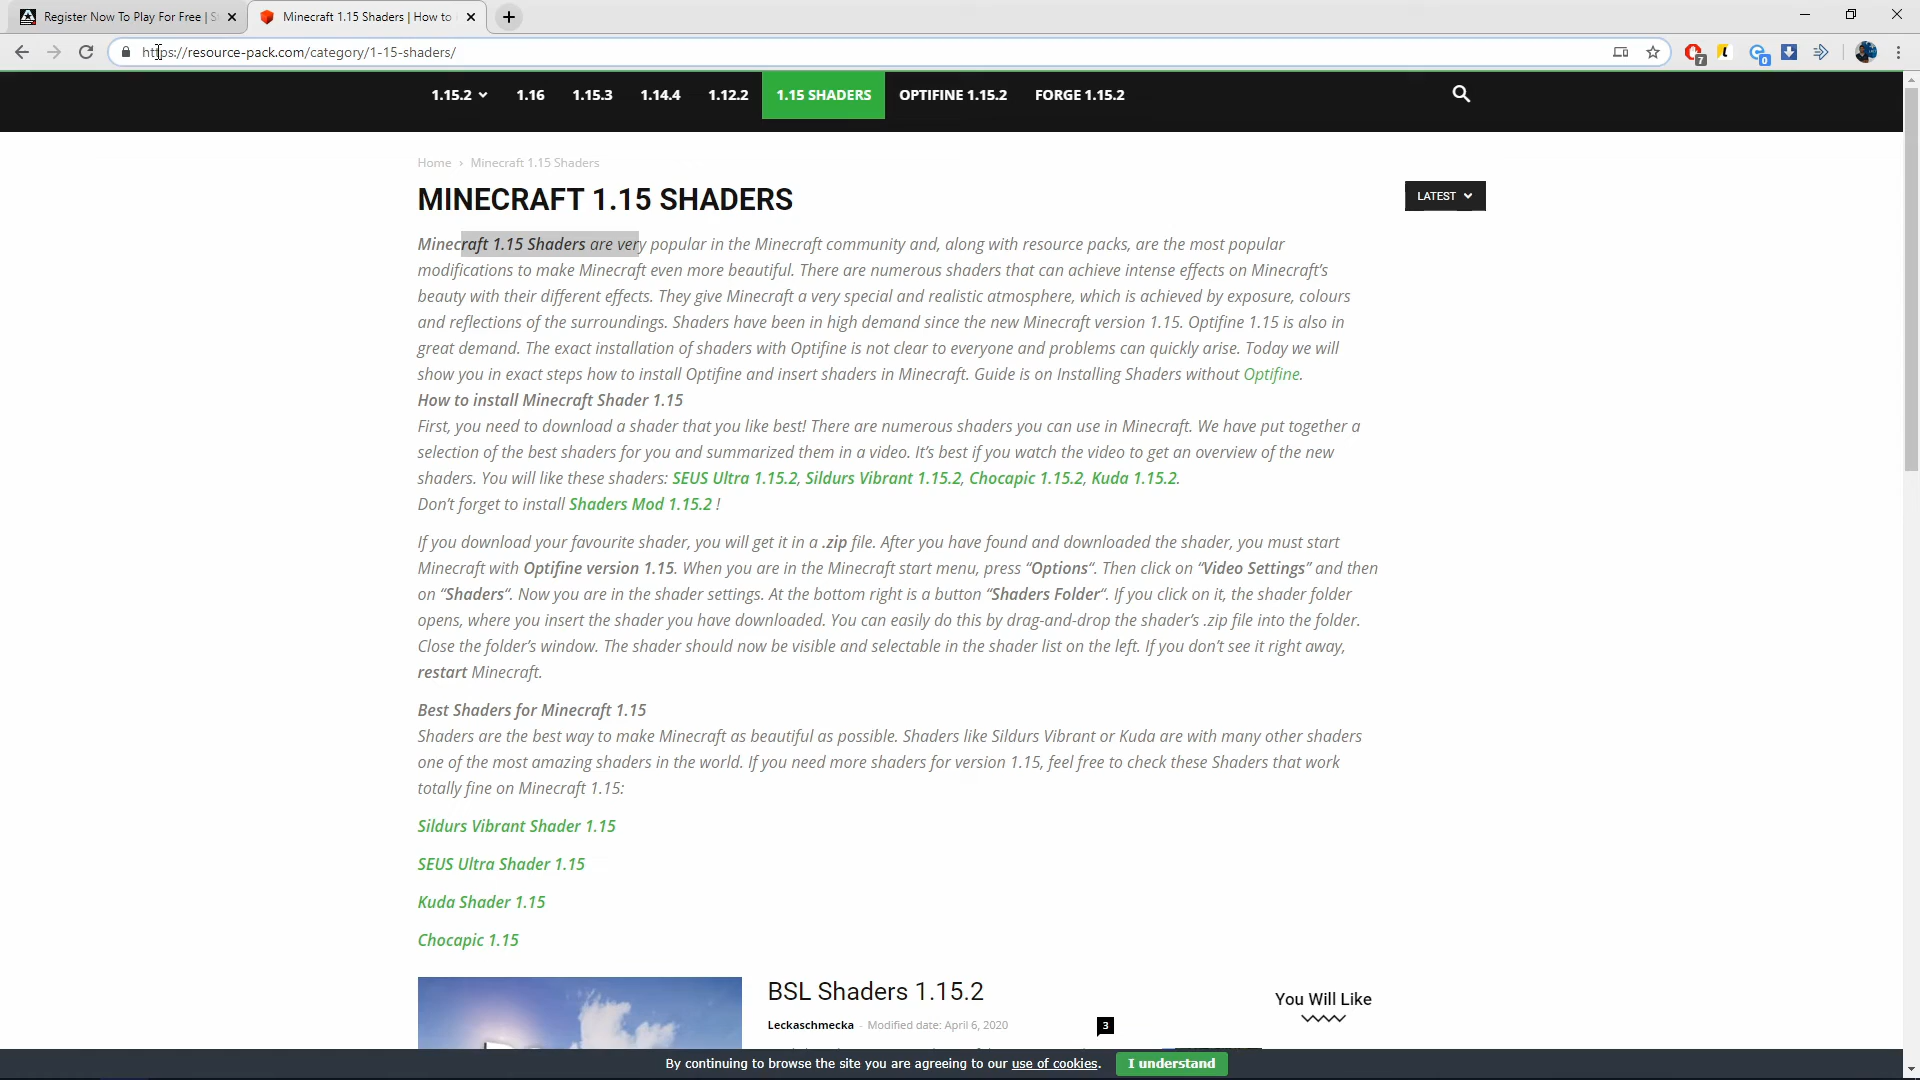 Register Now To Play For Free | S
Minecraft 1.15 Shaders | How to
https://resource-pack.com/category/1-15-shaders/
7
0
1.15.2 1.16 1.15.3 1.14.4 1.12.2 1.15 SHADERS OPTIFINE 1.15.2 FORGE 1.15.2
Home › Minecraft 1.15 Shaders
MINECRAFT 1.15 SHADERS
LATEST
Minecraft 1.15 Shaders are very popular in the Minecraft community and, along with resource packs, are the most popular
modifications to make Minecraft even more beautiful. There are numerous shaders that can achieve intense effects on Minecraft's
beauty with their different effects. They give Minecraft a very special and realistic atmosphere, which is achieved by exposure, colours
and reflections of the surroundings. Shaders have been in high demand since the new Minecraft version 1.15. Optifine 1.15 is also in
great demand. The exact installation of shaders with Optifine is not clear to everyone and problems can quickly arise. Today we will
show you in exact steps how to install Optifine and insert shaders in Minecraft. Guide is on Installing Shaders without Optifine.
How to install Minecraft Shader 1.15
First, you need to download a shader that you like best! There are numerous shaders you can use in Minecraft. We have put together a
selection of the best shaders for you and summarized them in a video. It's best if you watch the video to get an overview of the new
shaders. You will like these shaders: SEUS Ultra 1.15.2, Sildurs Vibrant 1.15.2, Chocapic 1.15.2, Kuda 1.15.2.
Don't forget to install Shaders Mod 1.15.2 !
If you download your favourite shader, you will get it in a .zip file. After you have found and downloaded the shader, you must start
Minecraft with Optifine version 1.15. When you are in the Minecraft start menu, press “Options“. Then click on “Video Settings” and then
on “Shaders“. Now you are in the shader settings. At the bottom right is a button “Shaders Folder“. If you click on it, the shader folder
opens, where you insert the shader you have downloaded. You can easily do this by drag-and-drop the shader's .zip file into the folder.
Close the folder's window. The shader should now be visible and selectable in the shader list on the left. If you don't see it right away,
restart Minecraft.
Best Shaders for Minecraft 1.15
Shaders are the best way to make Minecraft as beautiful as possible. Shaders like Sildurs Vibrant or Kuda are with many other shaders
one of the most amazing shaders in the world. If you need more shaders for version 1.15, feel free to check these Shaders that work
totally fine on Minecraft 1.15:
Sildurs Vibrant Shader 1.15
SEUS Ultra Shader 1.15
Kuda Shader 1.15
Chocapic 1.15
BSL Shaders 1.15.2
Leckaschmecka - Modified date: April 6, 2020
3
You Will Like
By continuing to browse the site you are agreeing to our use of cookies. I understand